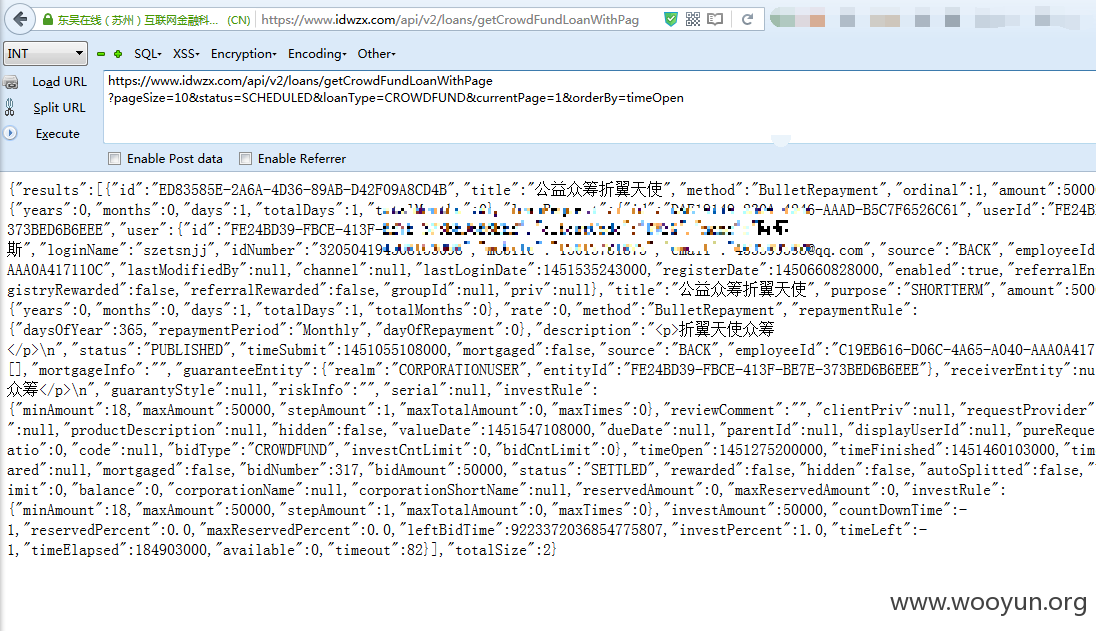 东吴在线（苏州）互联网金融科... (CN) https://www.idwzx.com/api/v2/loans/getCrowdFundLoanWithPag
INT SQL- XSS- Encryption- Encoding- Other-
Load URL https://www.idwzx.com/api/v2/loans/getCrowdFundLoanWithPage
Split URL ?pageSize=10&status=SCHEDULED&loanType=CROWDFUND&currentPage=1&orderBy=timeOpen
Execute
Enable Post data Enable Referrer
{"results":[{"id":"ED83585E-2A6A-4D36-89AB-D42F09A8CD4B","title":"公益众筹折翼天使","method":"BulletRepayment","ordinal":1,"amount":5000
{"years":0,"months":0,"days":1,"totalDays":1,
AAAD-B5C7F6526C61","userId":"FE24BD
373BED6B6EEE","user":{"id":"FE24BD39-FBCE-413F-
斯","loginName":"szetsnjj","idNumber":
@qq.com","source":"BACK","employeeId
AAA0A417110C","lastModifiedBy":null,"channel":null,"lastLoginDate":1451535243000,"registerDate":1450660828000,"enabled":true,"referralEn
gistryRewarded":false,"referralRewarded":false,"groupId":null,"priv":null},"title":"公益众筹折翼天使","purpose":"SHORTTERM","amount":500
{"years":0,"months":0,"days":1,"totalDays":1,"totalMonths":0},"rate":0,"method":"BulletRepayment","repaymentRule":
{"daysOfYear":365,"repaymentPeriod":"Monthly","dayOfRepayment":0},"description":"<p>折翼天使众筹
</p>\n","status":"PUBLISHED","timeSubmit":1451055108000,"mortgaged":false,"source":"BACK","employeeId":"C19EB616-D06C-4A65-A040-AAA0A417
[],"mortgageInfo":"","guaranteeEntity":{"realm":"CORPORATIONUSER","entityId":"FE24BD39-FBCE-413F-BE7E-373BED6B6EEE"},"receiverEntity":nu
众筹</p>\n","guarantyStyle":null,"riskInfo":"","serial":null,"investRule":
{"minAmount":18,"maxAmount":50000,"stepAmount":1,"maxTotalAmount":0,"maxTimes":0},"reviewComment":"","clientPriv":null,"requestProvider"
":null,"productDescription":null,"hidden":false,"valueDate":1451547108000,"dueDate":null,"parentId":null,"displayUserId":null,"pureReque
atio":0,"code":null,"bidType":"CROWDFUND","investCntLimit":0,"bidCntLimit":0},"timeOpen":1451275200000,"timeFinished":1451460103000,"tim
ared":null,"mortgaged":false,"bidNumber":317,"bidAmount":50000,"status":"SETTLED","rewarded":false,"hidden":false,"autoSplitted":false,"
imit":0,"balance":0,"corporationName":null,"corporationShortName":null,"reservedAmount":0,"maxReservedAmount":0,"investRule":
{"minAmount":18,"maxAmount":50000,"stepAmount":1,"maxTotalAmount":0,"maxTimes":0},"investAmount":50000,"countDownTime":-
1,"reservedPercent":0.0,"maxReservedPercent":0.0,"leftBidTime":9223372036854775807,"investPercent":1.0,"timeLeft":-
1,"timeElapsed":184903000,"available":0,"timeout":82}],"totalSize":2}
www.wooyun.org